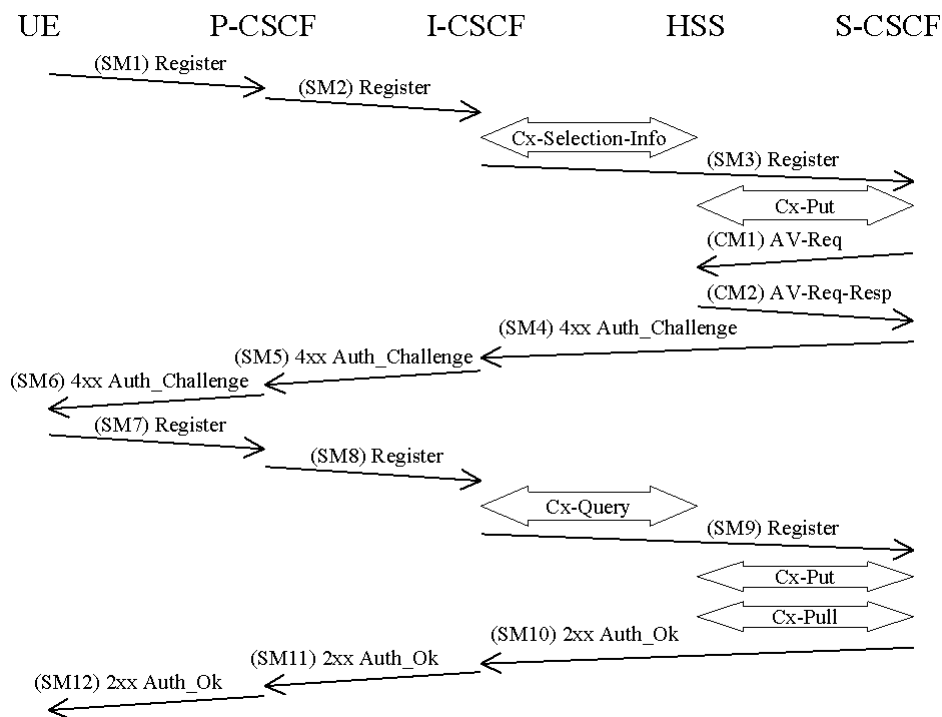 UE P-CSCF I-CSCF HSS S-CSCF
(SM1) Register
(SM2) Register
Cx-Selection-Info
(SM3) Register
Cx-Put
(CM1) AV-Req
(CM2) AV-Req-Resp
(SM4) 4xx Auth_Challenge
(SM5) 4xx Auth_Challenge
(SM6) 4xx Auth_Challenge
(SM7) Register
(SM8) Register
Cx-Query
(SM9) Register
Cx-Put
Cx-Pull
(SM10) 2xx Auth_Ok
(SM11) 2xx Auth_Ok
(SM12) 2xx Auth_Ok